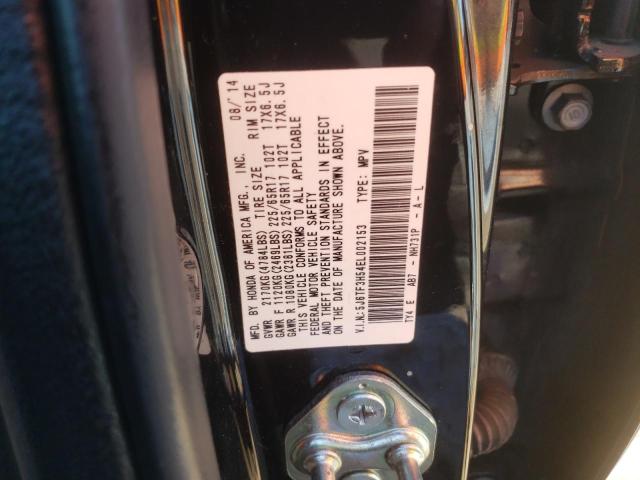 MFD. BY HONDA OF AMERICA MFG., INC. 08/'14
GVWR 2170KG(4784LBS) TIRE SIZE RIM SIZE
GAWR F 1120KG(2469LBS) 225/65R17 102T 17X6.5J
GAWR R 1080KG(2381LBS) 225/65R17 102T 17X6.5J
THIS VEHICLE CONFORMS TO ALL APPLICABLE
FEDERAL MOTOR VEHICLE SAFETY
AND THEFT PREVENTION STANDARDS IN EFFECT
ON THE DATE OF MANUFACTURE SHOWN ABOVE.
V.I.N.:5J6TF3H54EL002153 TYPE: MPV
TY4 E AB7 - NH731P - A - L